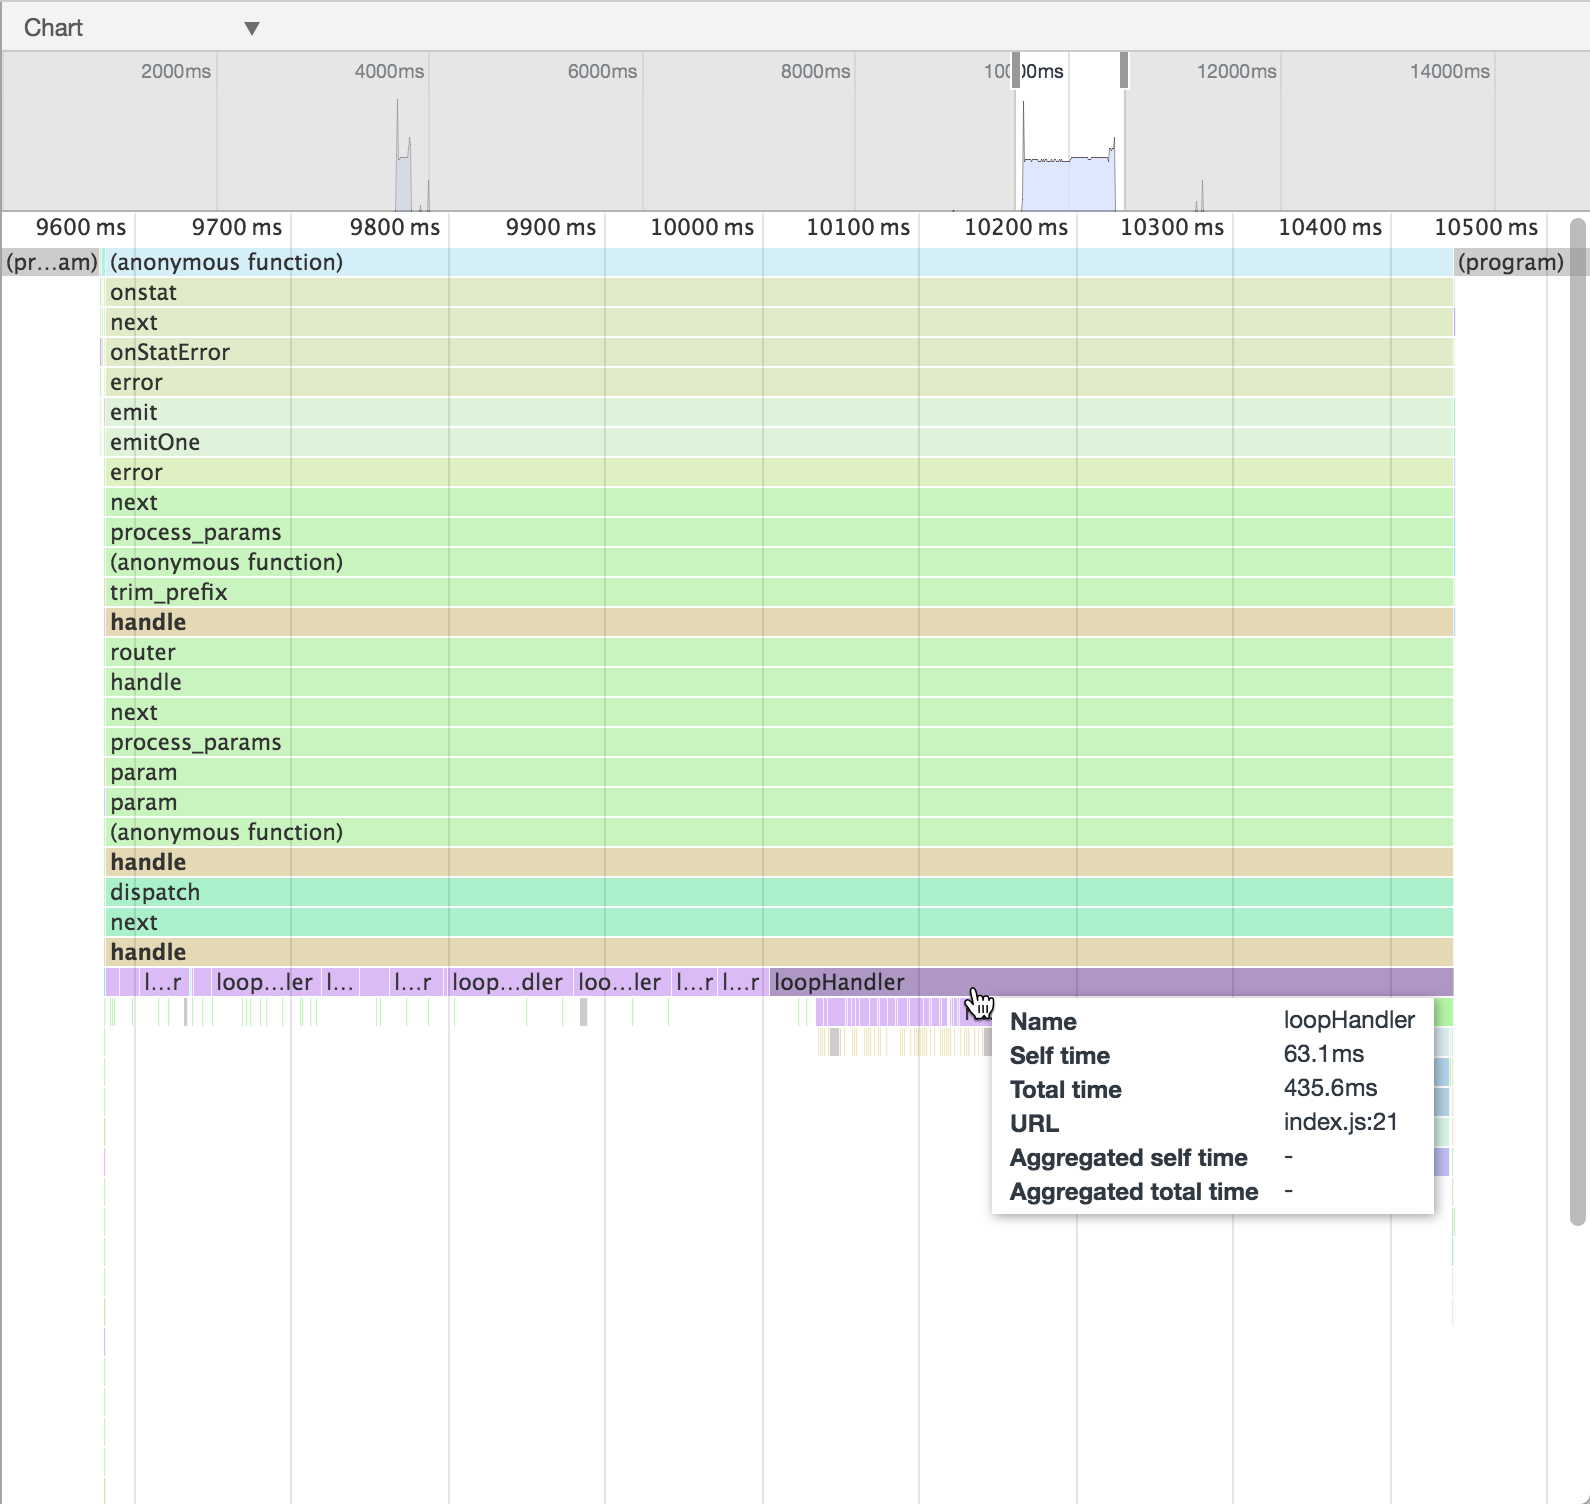 Chart ▼
2000ms 4000ms 6000ms 8000ms 10000ms 12000ms 14000ms
9600 ms 9700 ms 9800 ms 9900 ms 10000 ms 10100 ms 10200 ms 10300 ms 10400 ms 10500 ms
(pr...am) (anonymous function) (program)
onstat
next
onStatError
error
emit
emitOne
error
next
process_params
(anonymous function)
trim_prefix
handle
router
handle
next
process_params
param
param
(anonymous function)
handle
dispatch
next
handle
l...r loop...ler l... l...r loop...dler loo...ler l...r l...r loopHandler
Name loopHandler
Self time 63.1ms
Total time 435.6ms
URL index.js:21
Aggregated self time -
Aggregated total time -